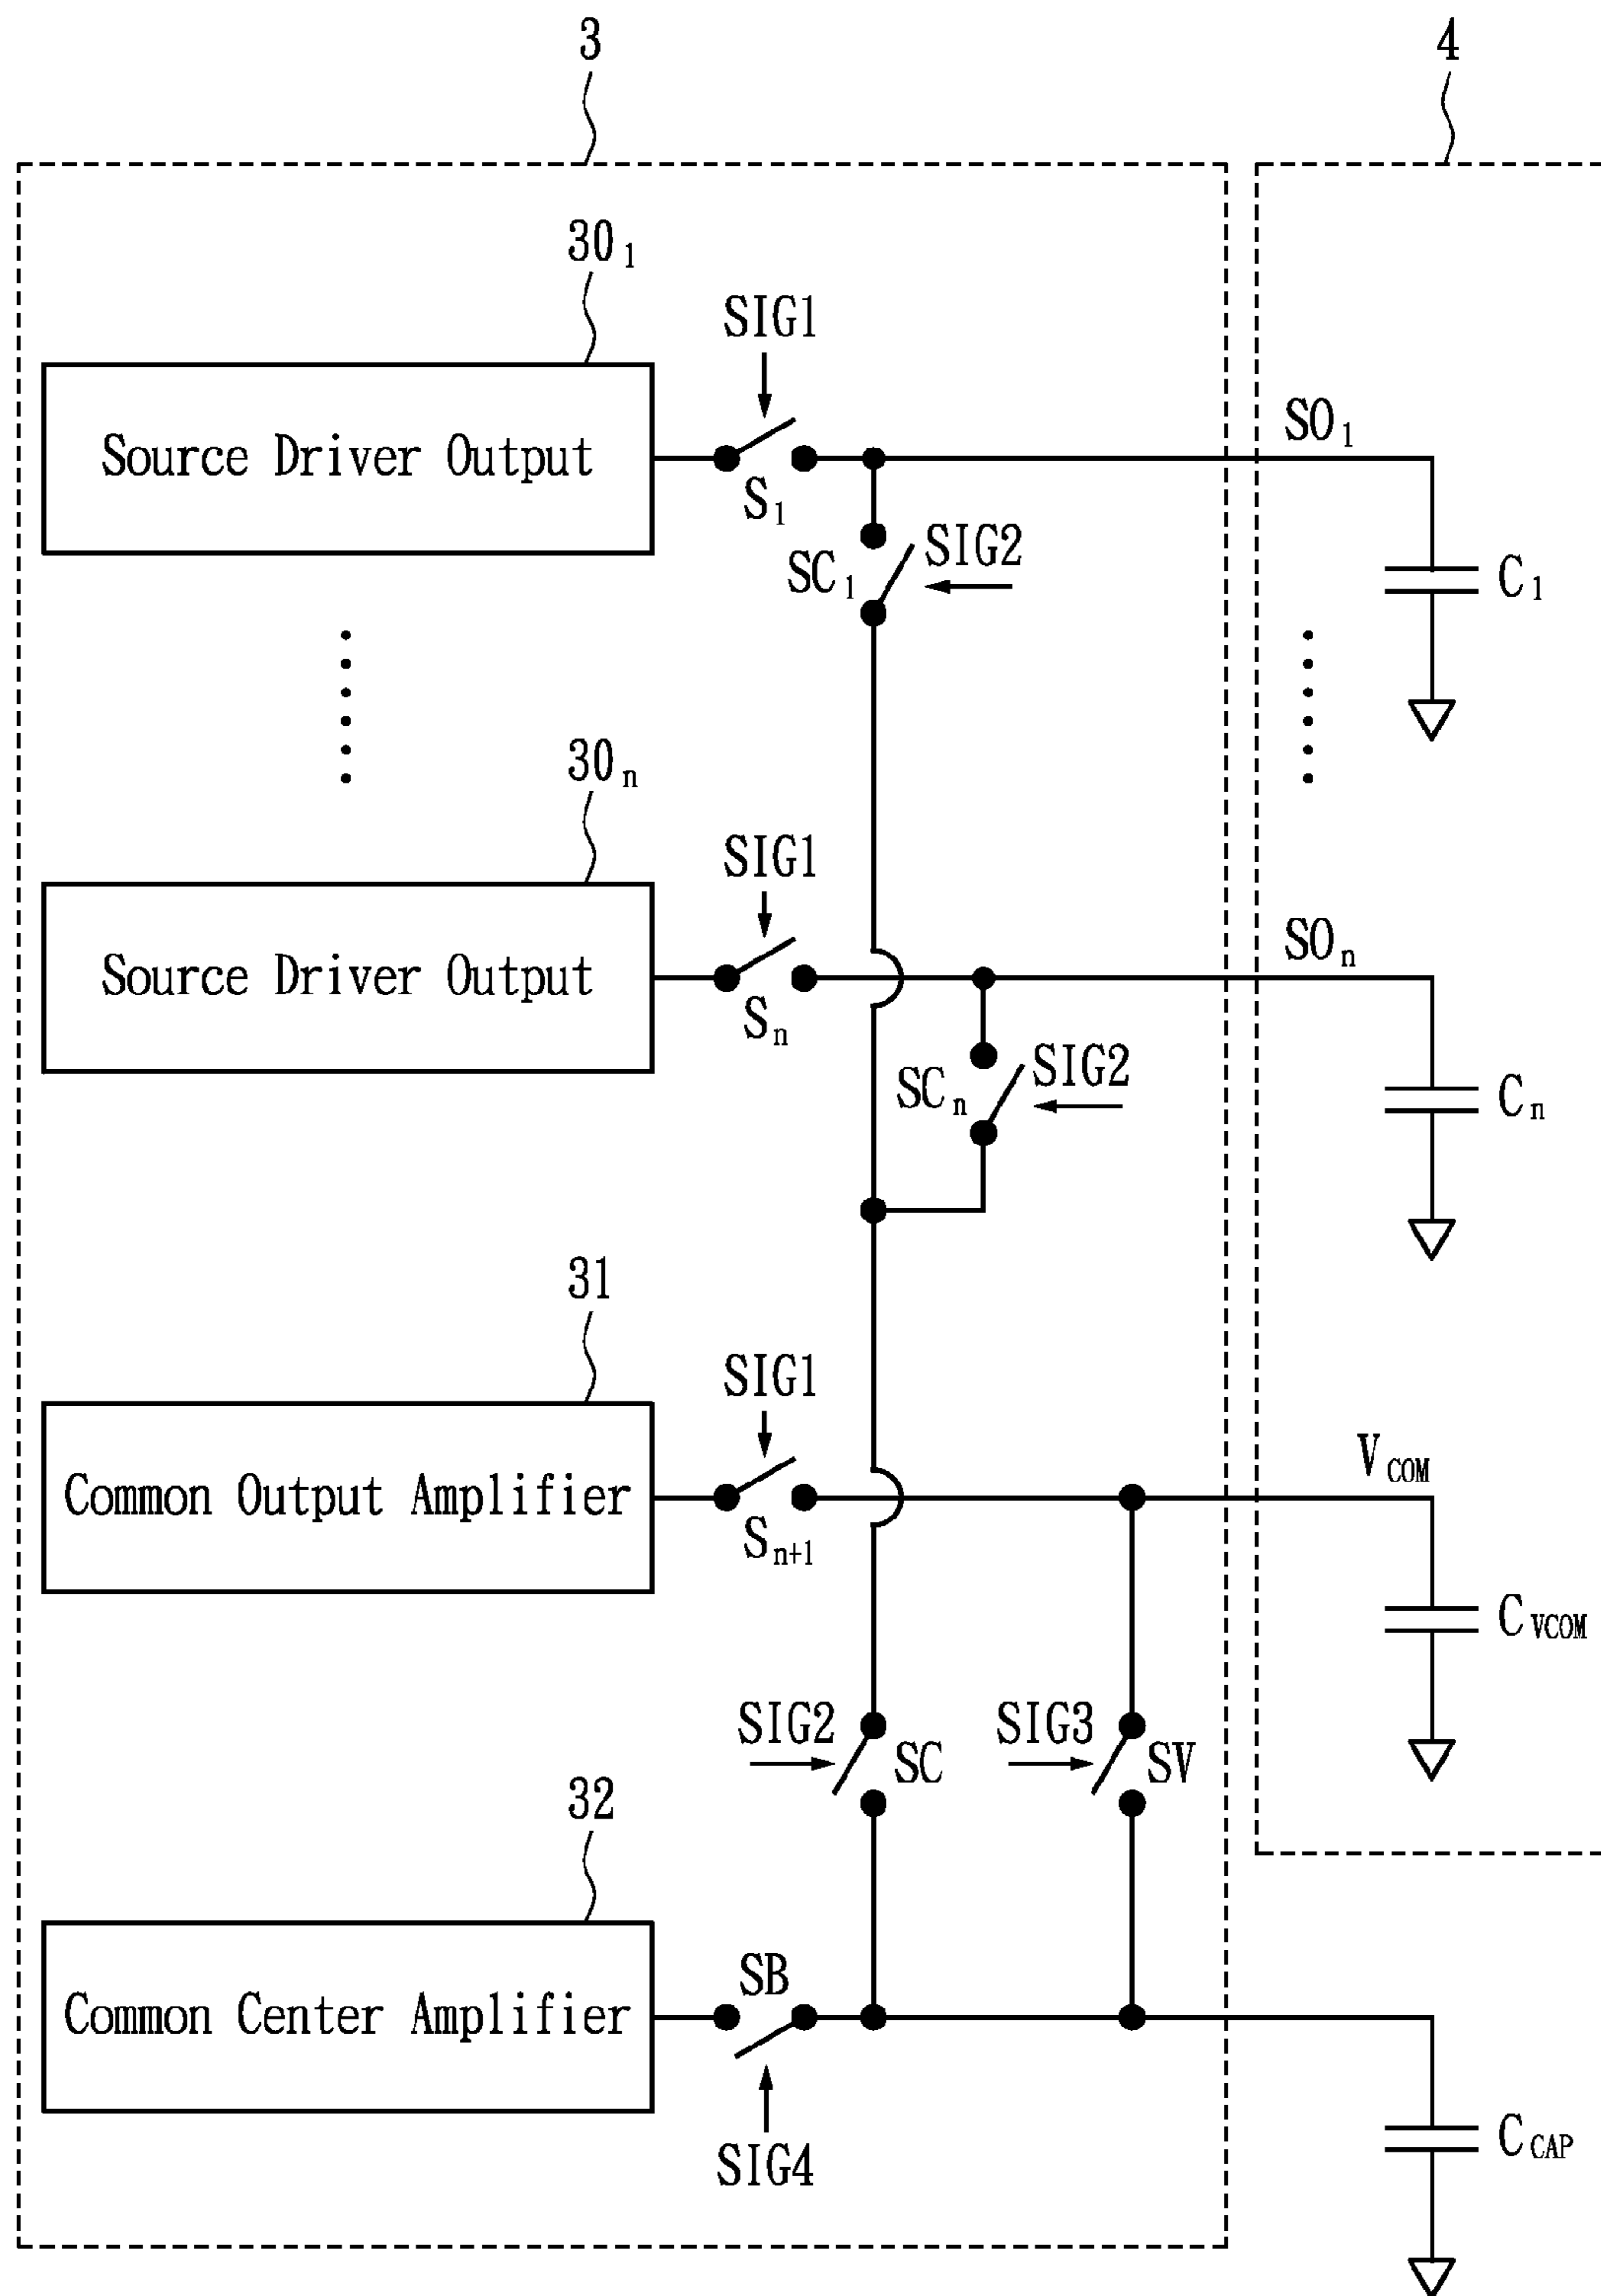 3
4
30₁
SIG1
Source Driver Output
S₁
SO₁
SC₁
SIG2
C₁
30ₙ
SIG1
Source Driver Output
Sₙ
SOₙ
SCₙ
SIG2
Cₙ
31
SIG1
Common Output Amplifier
Sₙ₊₁
V_COM
C_VCOM
SIG2
SC
SIG3
SV
32
Common Center Amplifier
SB
SIG4
C_CAP